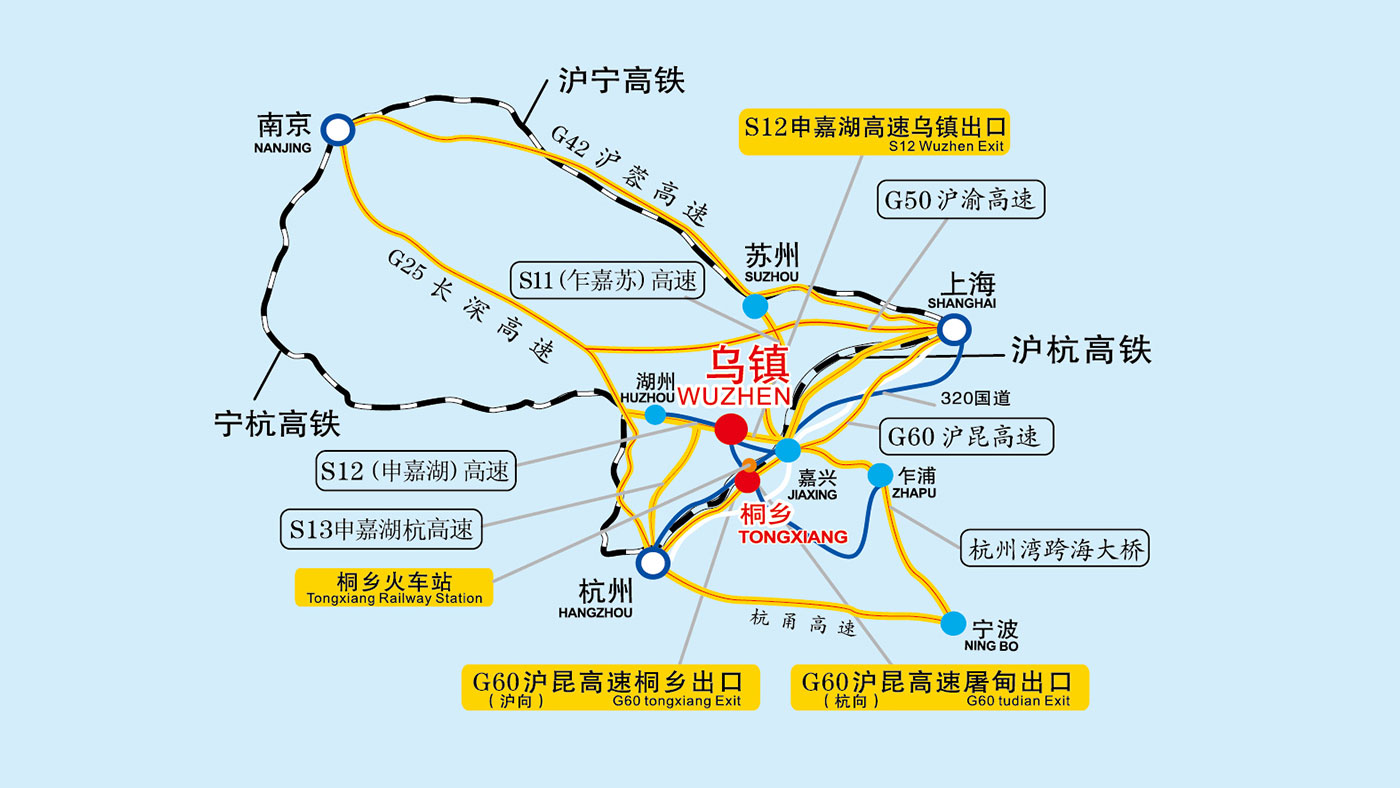 沪宁高铁
南京
NANJING
G42 沪蓉高速
S12申嘉湖高速乌镇出口
S12 Wuzhen Exit
G50 沪渝高速
苏州
SUZHOU
G25 长深高速
S11 (乍嘉苏) 高速
上海
SHANGHAI
沪杭高铁
乌镇
WUZHEN
湖州
HUZHOU
320国道
宁杭高铁
G60 沪昆高速
S12 (申嘉湖) 高速
嘉兴
JIAXING
乍浦
ZHAPU
S13申嘉湖杭高速
桐乡
TONGXIANG
杭州湾跨海大桥
桐乡火车站
Tongxiang Railway Station
杭州
HANGZHOU
杭甬高速
宁波
NING BO
G60沪昆高速桐乡出口
(沪向) G60 tongxiang Exit
G60沪昆高速屠甸出口
(杭向) G60 tudian Exit